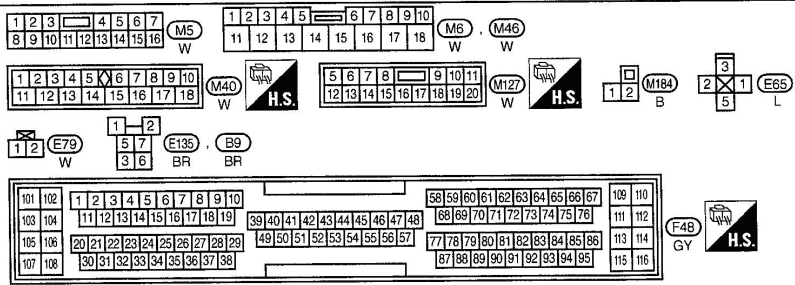 1 2 3 4 5 6 7
8 9 10 11 12 13 14 15 16
M5
W
1 2 3 4 5 6 7 8 9 10
11 12 13 14 15 16 17 18
M6 , M46
W W
1 2 3 4 5 6 7 8 9 10
11 12 13 14 15 16 17 18
M40
W
H.S.
5 6 7 8 9 10 11
12 13 14 15 16 17 18 19 20
M127
W
H.S.
1 2
M184
B
3
2 1
5
E65
L
1 2
E79
W
1 2
5 7
3 6
E135 , B9
BR BR
101 102
103 104
105 106
107 108
1 2 3 4 5 6 7 8 9 10
11 12 13 14 15 16 17 18 19
20 21 22 23 24 25 26 27 28 29
30 31 32 33 34 35 36 37 38
39 40 41 42 43 44 45 46 47 48
49 50 51 52 53 54 55 56 57
58 59 60 61 62 63 64 65 66 67
68 69 70 71 72 73 74 75 76
77 78 79 80 81 82 83 84 85 86
87 88 89 90 91 92 93 94 95
109 110
111 112
113 114
115 116
F48
GY
H.S.